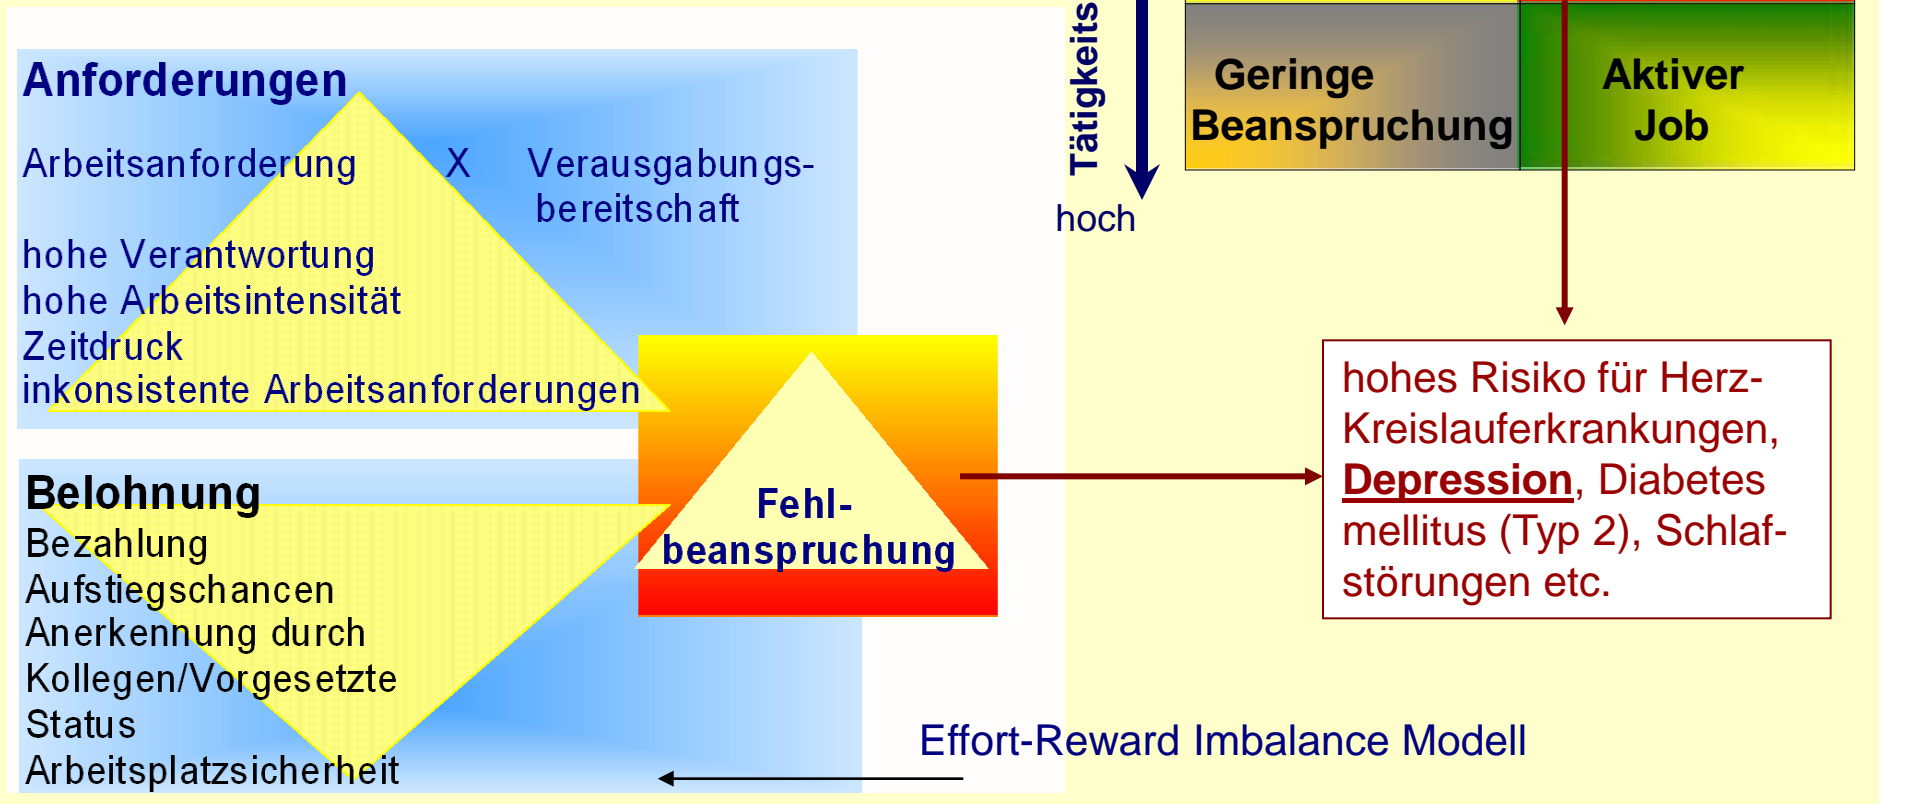 Anforderungen
Arbeitsanforderung X Verausgabungs-
bereitschaft
hohe Verantwortung
hohe Arbeitsintensität
Zeitdruck
inkonsistente Arbeitsanforderungen
Belohnung
Bezahlung
Aufstiegschancen
Anerkennung durch
Kollegen/Vorgesetzte
Status
Arbeitsplatzsicherheit
Fehl-
beanspruchung
Tätigkeits
hoch
Geringe
Beanspruchung
Aktiver
Job
hohes Risiko für Herz-
Kreislauferkrankungen,
Depression, Diabetes
mellitus (Typ 2), Schlaf-
störungen etc.
Effort-Reward Imbalance Modell